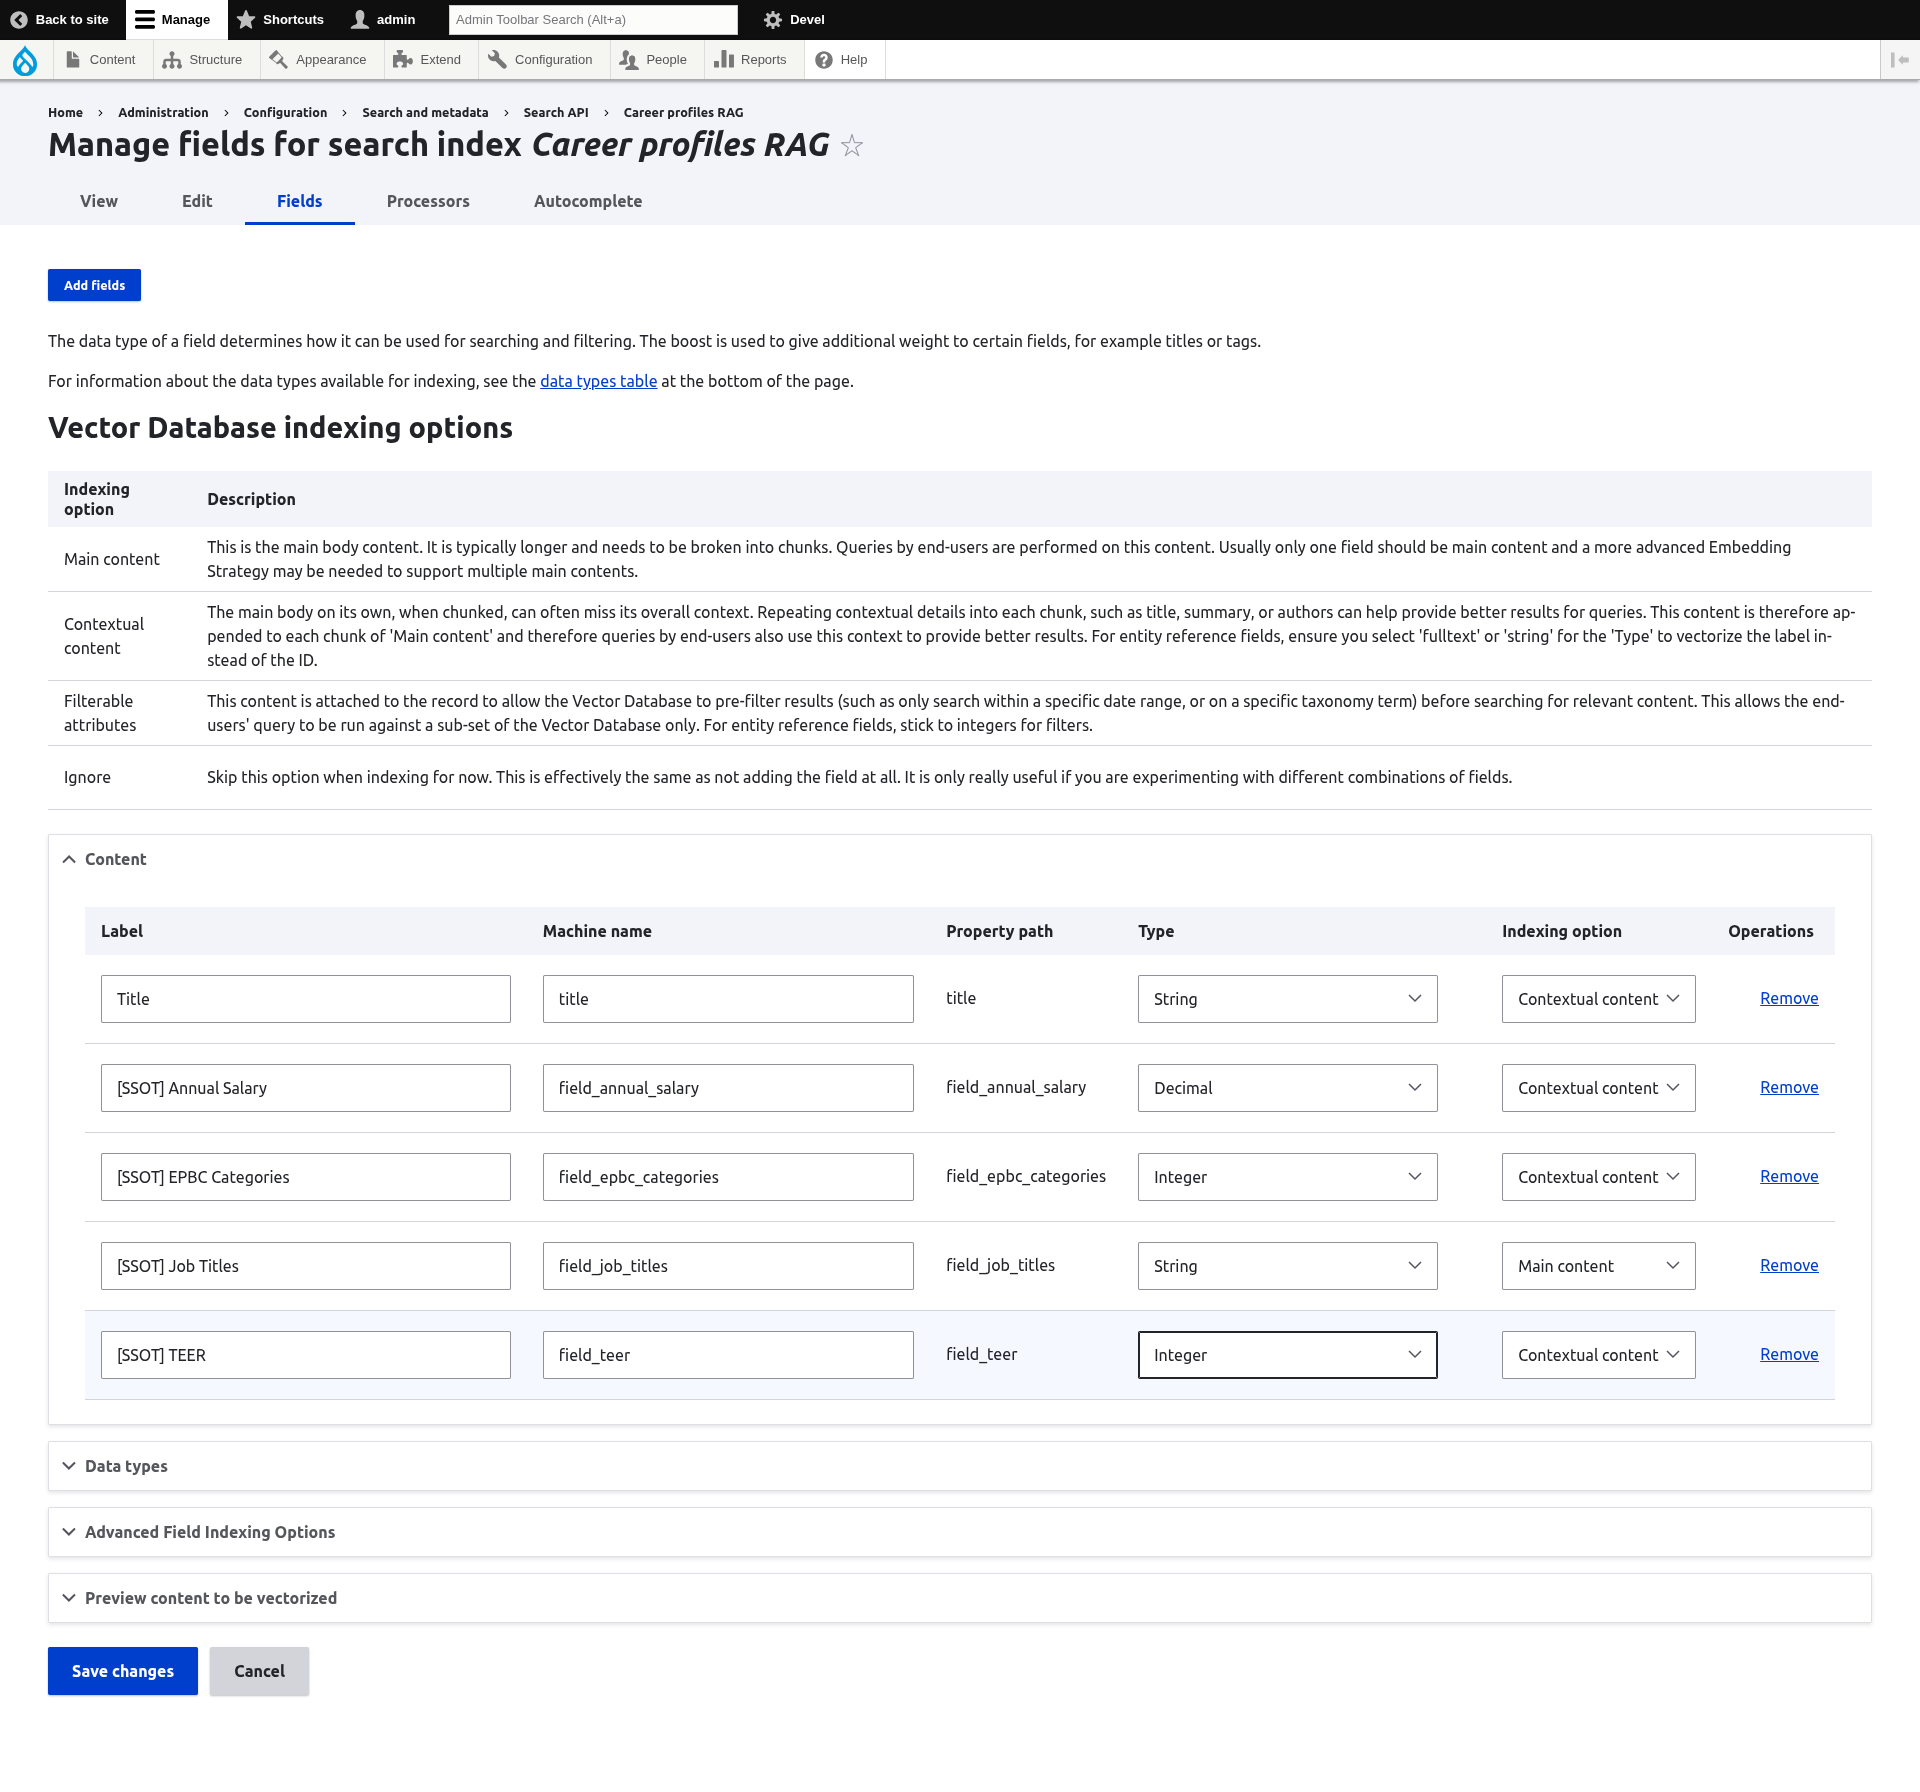 Back to site
Manage
Shortcuts
admin
Admin Toolbar Search (Alt+a)
Devel
Content
Structure
Appearance
Extend
Configuration
People
Reports
Help
Home › Administration › Configuration › Search and metadata › Search API › Career profiles RAG
Manage fields for search index Career profiles RAG
View
Edit
Fields
Processors
Autocomplete
Add fields
The data type of a field determines how it can be used for searching and filtering. The boost is used to give additional weight to certain fields, for example titles or tags.
For information about the data types available for indexing, see the data types table at the bottom of the page.
Vector Database indexing options
Indexing
option
Description
Main content
This is the main body content. It is typically longer and needs to be broken into chunks. Queries by end-users are performed on this content. Usually only one field should be main content and a more advanced Embedding
Strategy may be needed to support multiple main contents.
Contextual
content
The main body on its own, when chunked, can often miss its overall context. Repeating contextual details into each chunk, such as title, summary, or authors can help provide better results for queries. This content is therefore ap-
pended to each chunk of 'Main content' and therefore queries by end-users also use this context to provide better results. For entity reference fields, ensure you select 'fulltext' or 'string' for the 'Type' to vectorize the label in-
stead of the ID.
Filterable
attributes
This content is attached to the record to allow the Vector Database to pre-filter results (such as only search within a specific date range, or on a specific taxonomy term) before searching for relevant content. This allows the end-
users' query to be run against a sub-set of the Vector Database only. For entity reference fields, stick to integers for filters.
Ignore
Skip this option when indexing for now. This is effectively the same as not adding the field at all. It is only really useful if you are experimenting with different combinations of fields.
Content
Label
Machine name
Property path
Type
Indexing option
Operations
Title
title
title
String
Contextual content
Remove
[SSOT] Annual Salary
field_annual_salary
field_annual_salary
Decimal
Contextual content
Remove
[SSOT] EPBC Categories
field_epbc_categories
field_epbc_categories
Integer
Contextual content
Remove
[SSOT] Job Titles
field_job_titles
field_job_titles
String
Main content
Remove
[SSOT] TEER
field_teer
field_teer
Integer
Contextual content
Remove
Data types
Advanced Field Indexing Options
Preview content to be vectorized
Save changes
Cancel